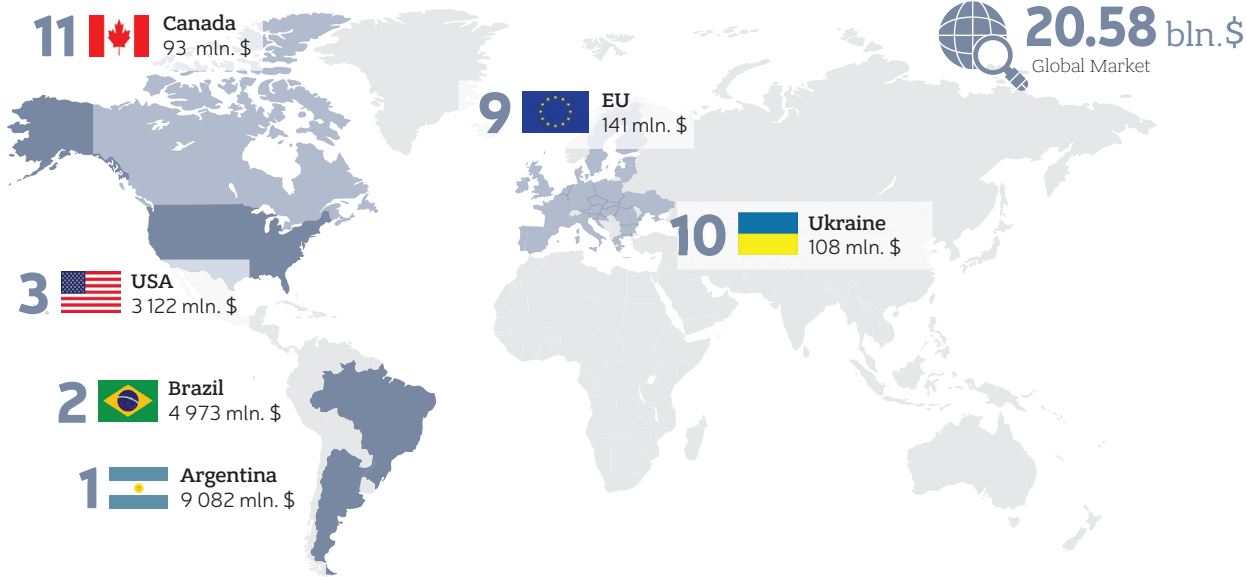 11
Canada
93 mln. $
20.58 bln.$
Global Market
9
EU
141 mln. $
10
Ukraine
108 mln. $
3
USA
3 122 mln. $
2
Brazil
4 973 mln. $
1
Argentina
9 082 mln. $